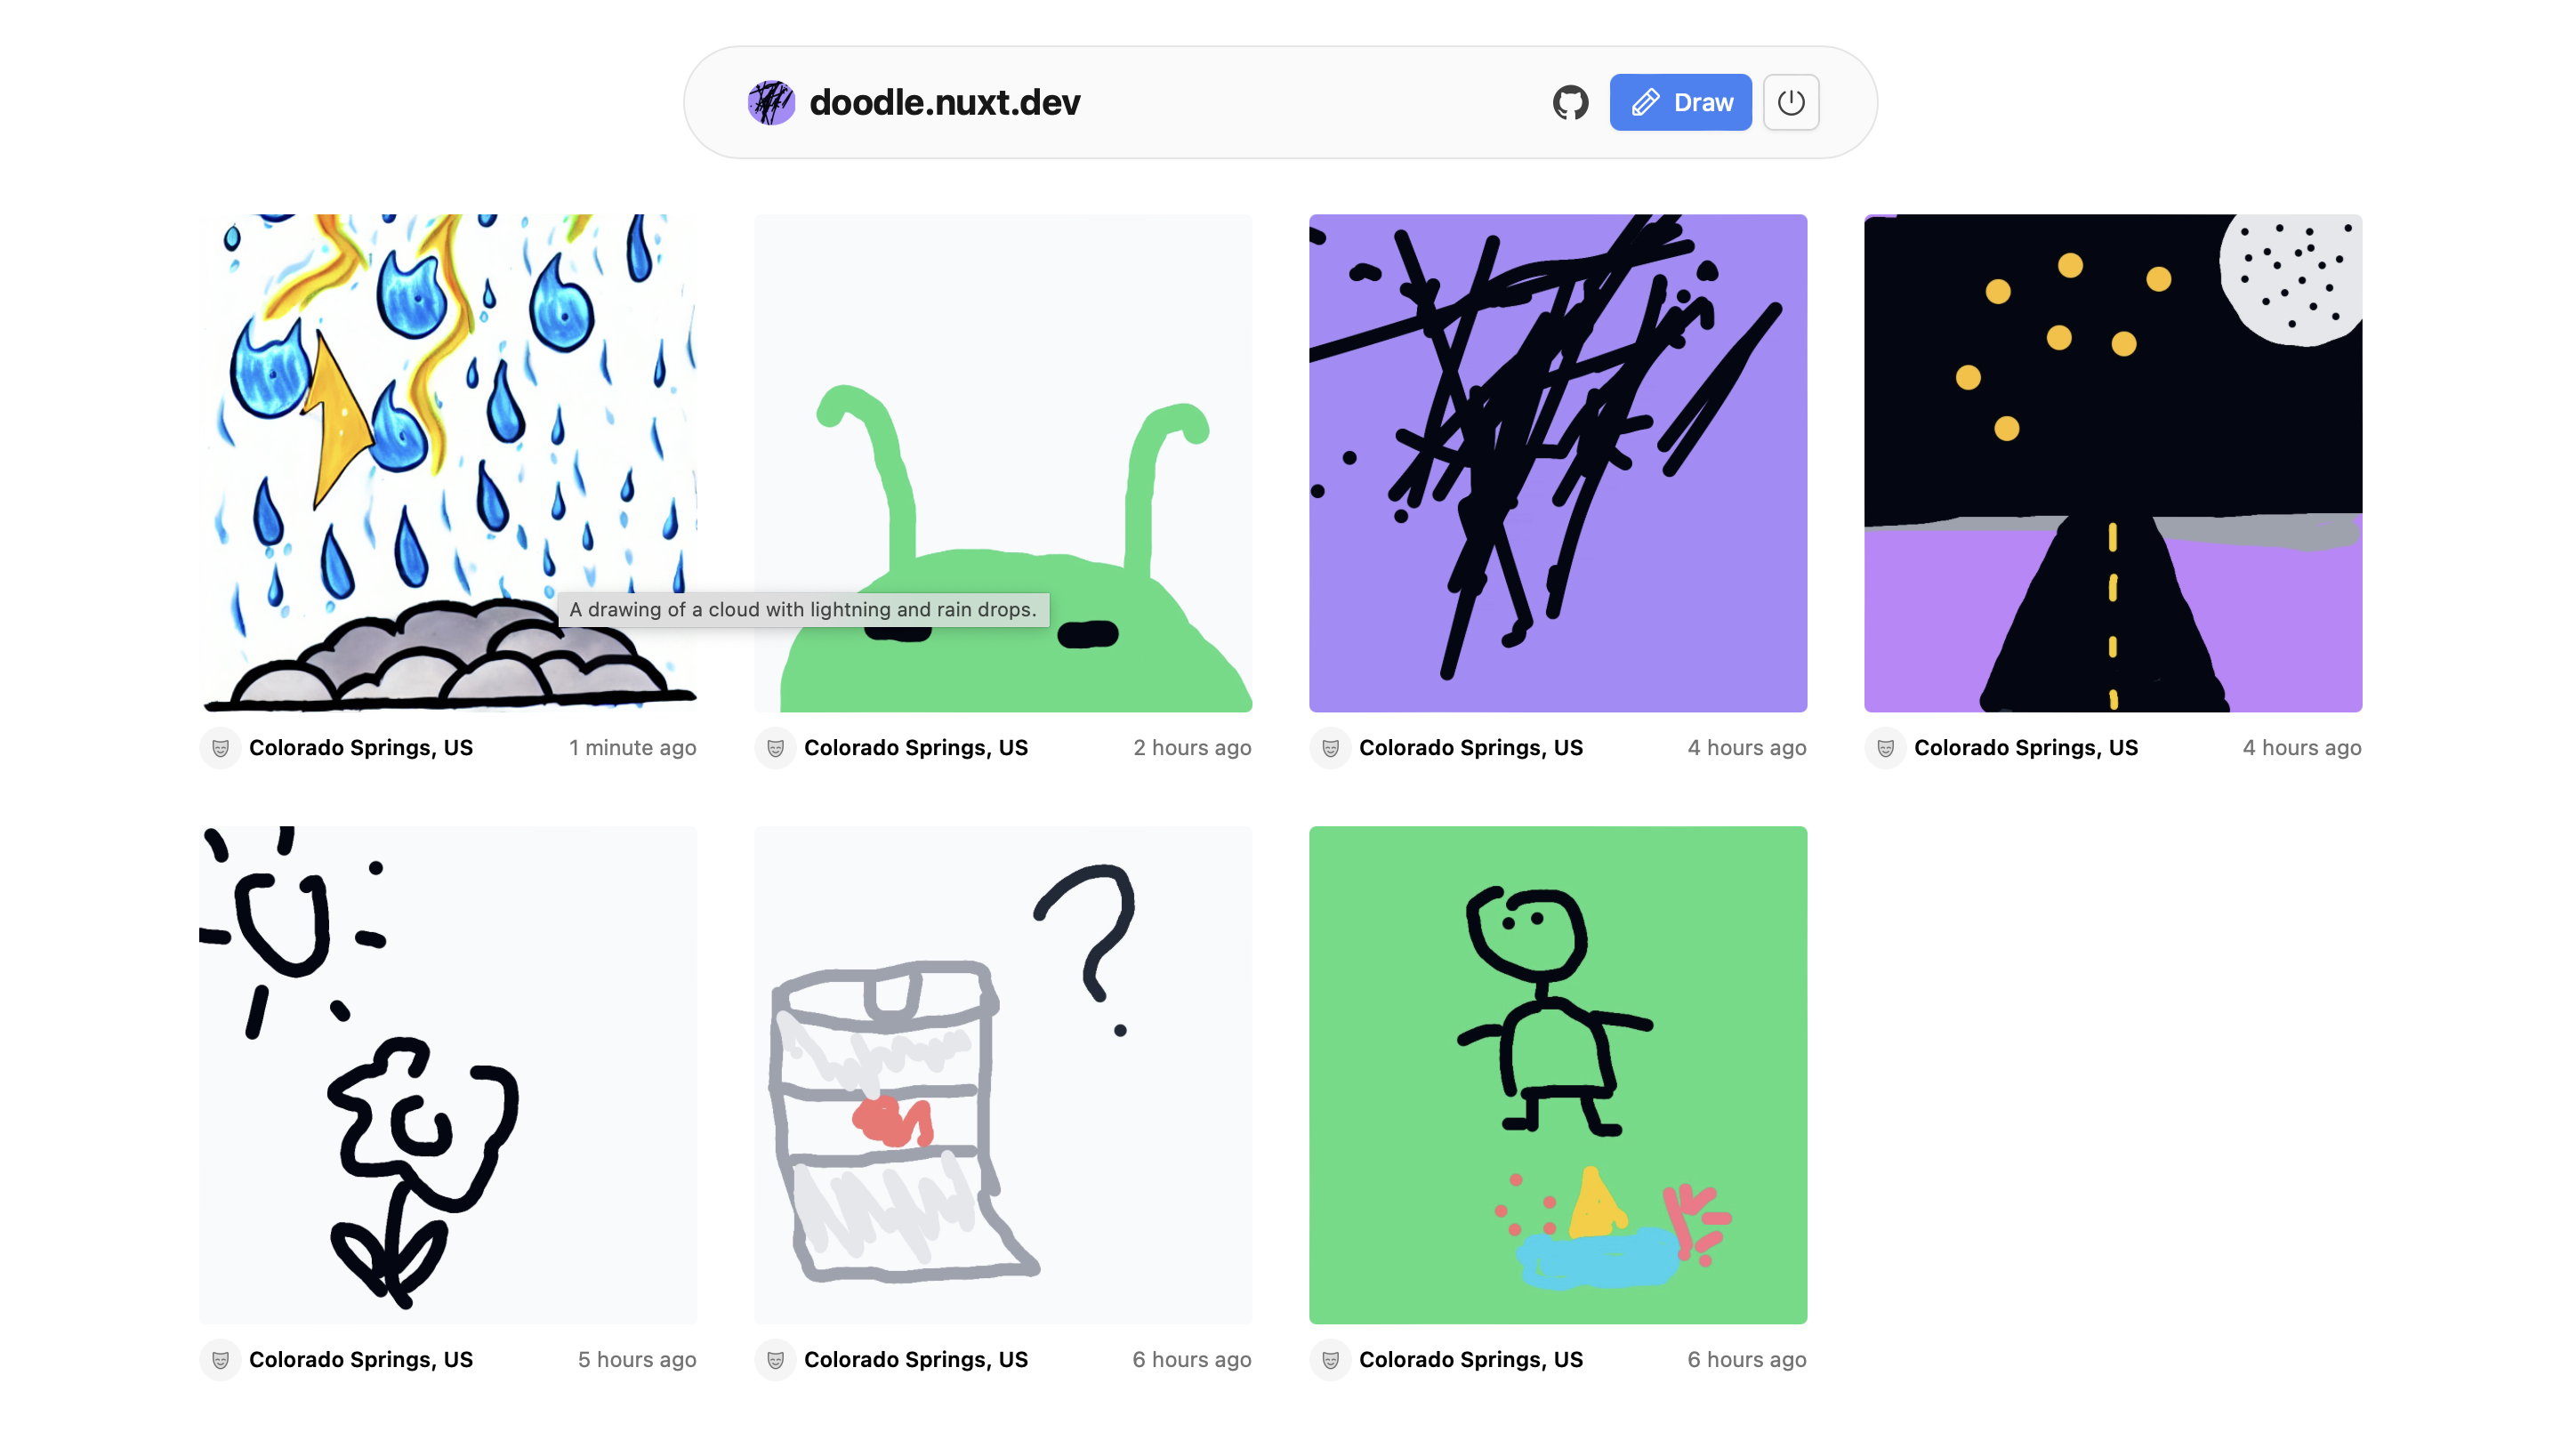 doodle.nuxt.dev
Draw
A drawing of a cloud with lightning and rain drops.
Colorado Springs, US 1 minute ago
Colorado Springs, US 2 hours ago
Colorado Springs, US 4 hours ago
Colorado Springs, US 4 hours ago
?
Colorado Springs, US 5 hours ago
Colorado Springs, US 6 hours ago
Colorado Springs, US 6 hours ago